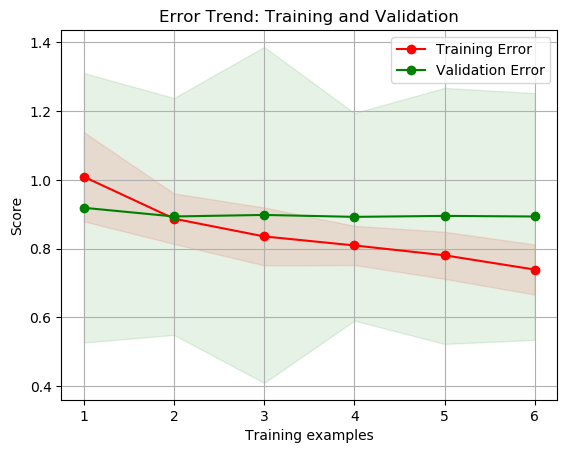 Error Trend: Training and Validation
1.4
1.2
1.0
0.8
0.6
0.4
Score
Training Error
Validation Error
1 2 3 4 5 6
Training examples